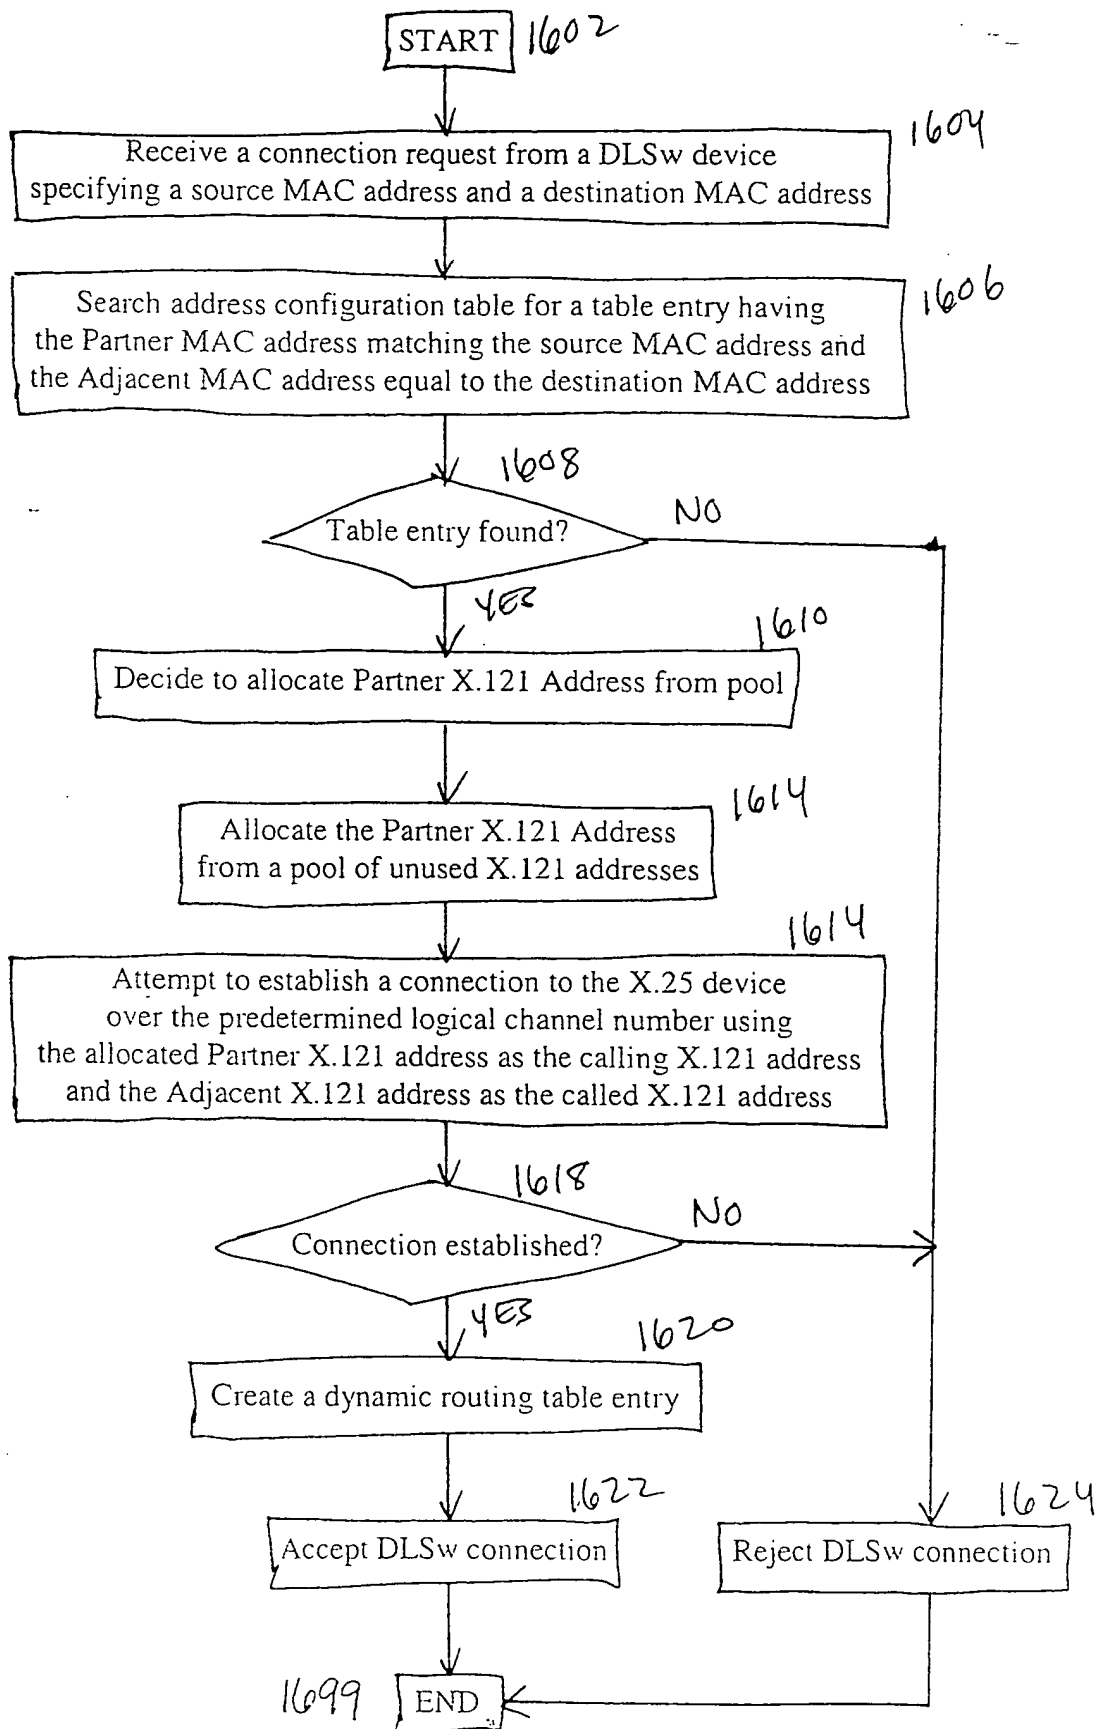 START 1602
1604
Receive a connection request from a DLSw device
specifying a source MAC address and a destination MAC address
1606
Search address configuration table for a table entry having
the Partner MAC address matching the source MAC address and
the Adjacent MAC address equal to the destination MAC address
1608
Table entry found?
NO
YES
1610
Decide to allocate Partner X.121 Address from pool
1614
Allocate the Partner X.121 Address
from a pool of unused X.121 addresses
1614
Attempt to establish a connection to the X.25 device
over the predetermined logical channel number using
the allocated Partner X.121 address as the calling X.121 address
and the Adjacent X.121 address as the called X.121 address
1618
Connection established?
NO
YES
1620
Create a dynamic routing table entry
1622
Accept DLSw connection
1624
Reject DLSw connection
1699 END